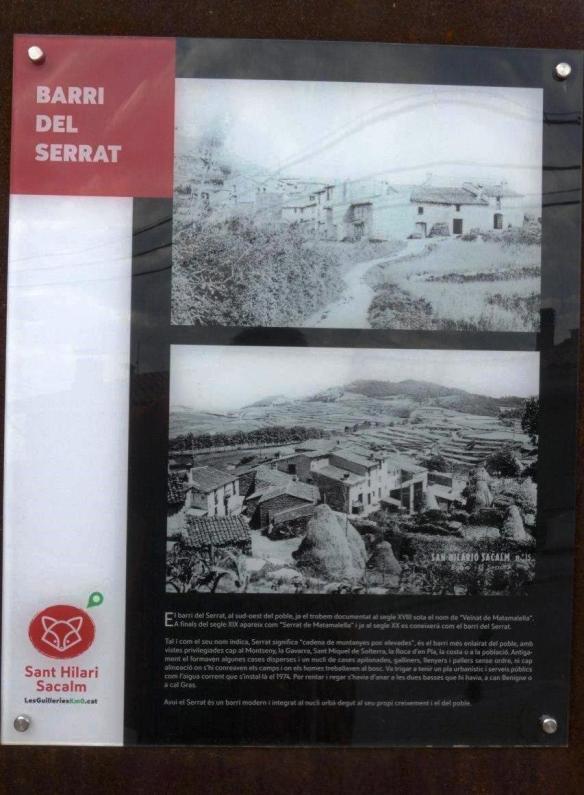 BARRI
DEL
SERRAT
SAN HILARIO SACALM n.º 15
El barri del Serrat, al sud-oest del poble, ja el trobem documentat al segle XVIII sota el nom de "Veïnat de Matamalella".
A finals del segle XIX apareix com "Serrat de Matamalella" i ja al segle XX es coneixerà com el barri del Serrat.
Tal i com el seu nom indica, Serrat significa "cadena de muntanyes poc elevades", és el barri més enlairat del poble, amb
vistes privilegiades cap al Montseny, la Gavarra, Sant Miquel de Solterra, la Roca d'en Pla, la costa o a la població. Antiga-
ment el formaven algunes cases disperses i un nucli de cases apilonades, galliners, llenyers i pallers sense ordre, ni cap
alineació on s'hi conreaven els camps i on els homes treballaven al bosc. Va trigar a tenir un pla urbanístic i serveis públics
com l'aigua corrent que s'instal·là el 1974. Per rentar i regar s'havia d'anar a les dues basses que hi havia, a can Benigne o
a cal Gras.
Avui el Serrat és un barri modern i integrat al nucli urbà degut al seu propi creixement i el del poble.
Sant Hilari
Sacalm
LesGuilleriesKm0.cat